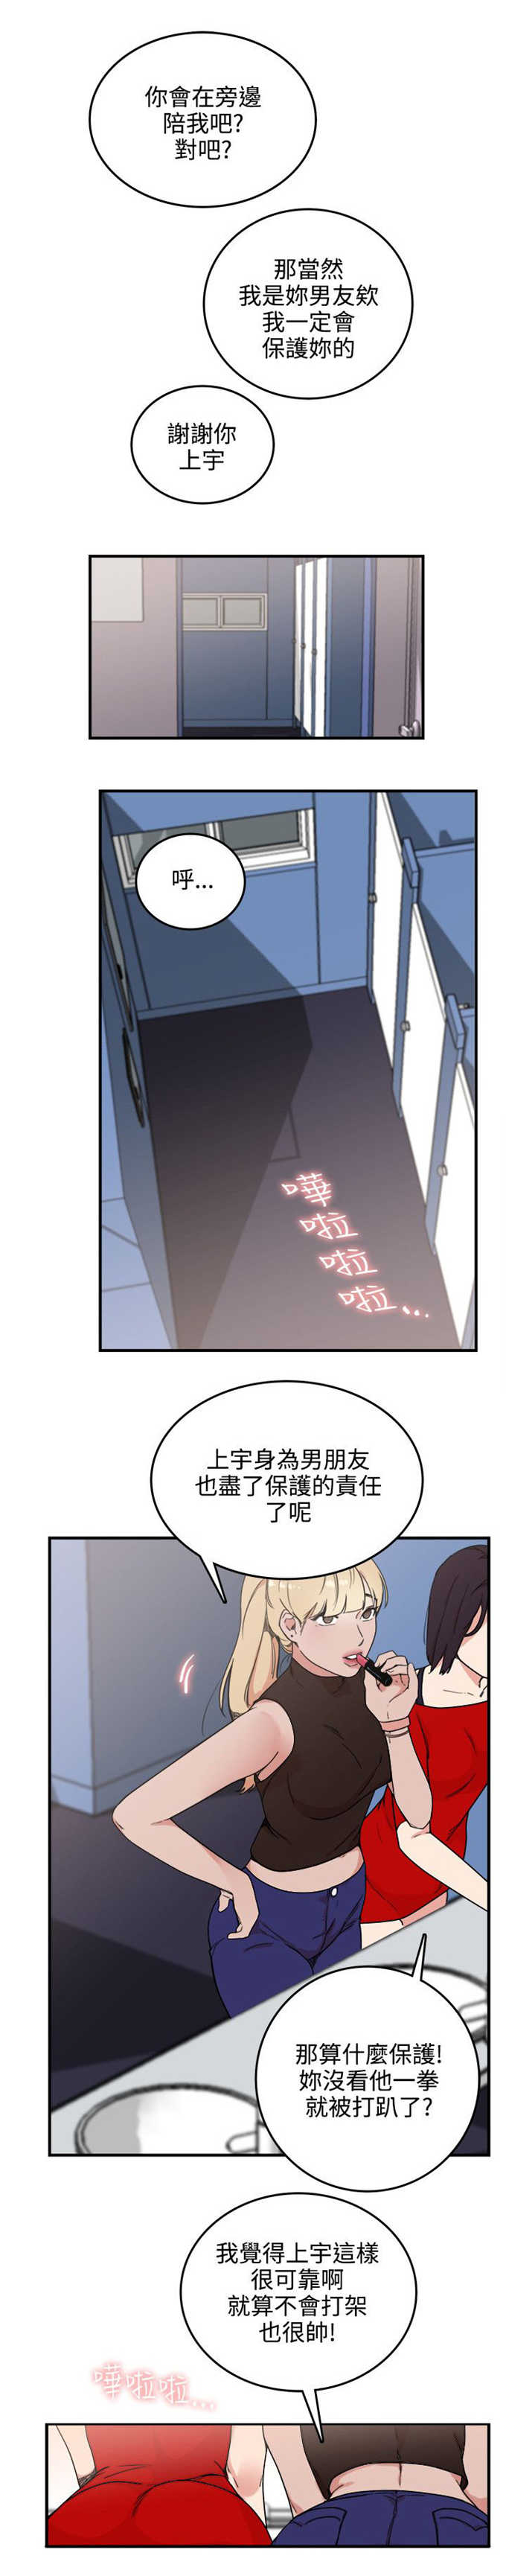 你會在旁邊
陪我吧?
對吧?
那當然
我是妳男友欸
我一定會
保護妳的
謝謝你
上宇
呼...
嘩
啦
啦
啦...
上宇身為男朋友
也盡了保護的責任
了呢
那算什麼保護!
妳沒看他一拳
就被打趴了?
我覺得上宇這樣
很可靠啊
就算不會打架
也很帥!
嘩啦啦...